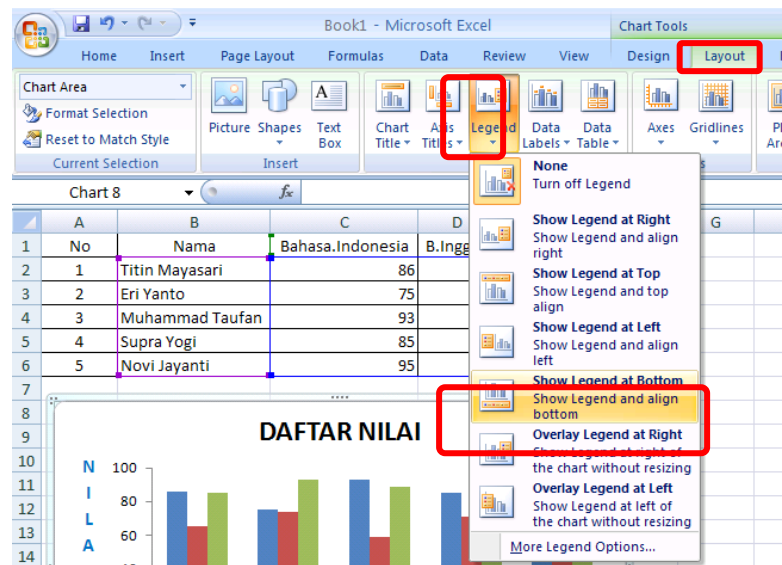 Book1 - Microsoft Excel
Chart Tools
Home Insert Page Layout Formulas Data Review View Design Layout
Chart Area
Format Selection
Reset to Match Style
Current Selection
Picture Shapes Text Box
Insert
Chart Title Axis Titles Legend Data Labels Data Table
Axes Gridlines
Chart 8
fx
A B C D G
1 No Nama Bahasa.Indonesia B.Ingg
2 1 Titin Mayasari 86
3 2 Eri Yanto 75
4 3 Muhammad Taufan 93
5 4 Supra Yogi 85
6 5 Novi Jayanti 95
7
8
9
10
11
12
13
14
None
Turn off Legend
Show Legend at Right
Show Legend and align
right
Show Legend at Top
Show Legend and top
align
Show Legend at Left
Show Legend and align
left
Show Legend at Bottom
Show Legend and align
bottom
Overlay Legend at Right
Show Legend at right of
the chart without resizing
Overlay Legend at Left
Show Legend at left of
the chart without resizing
More Legend Options...
DAFTAR NILAI
N
I
L
A
100
80
60